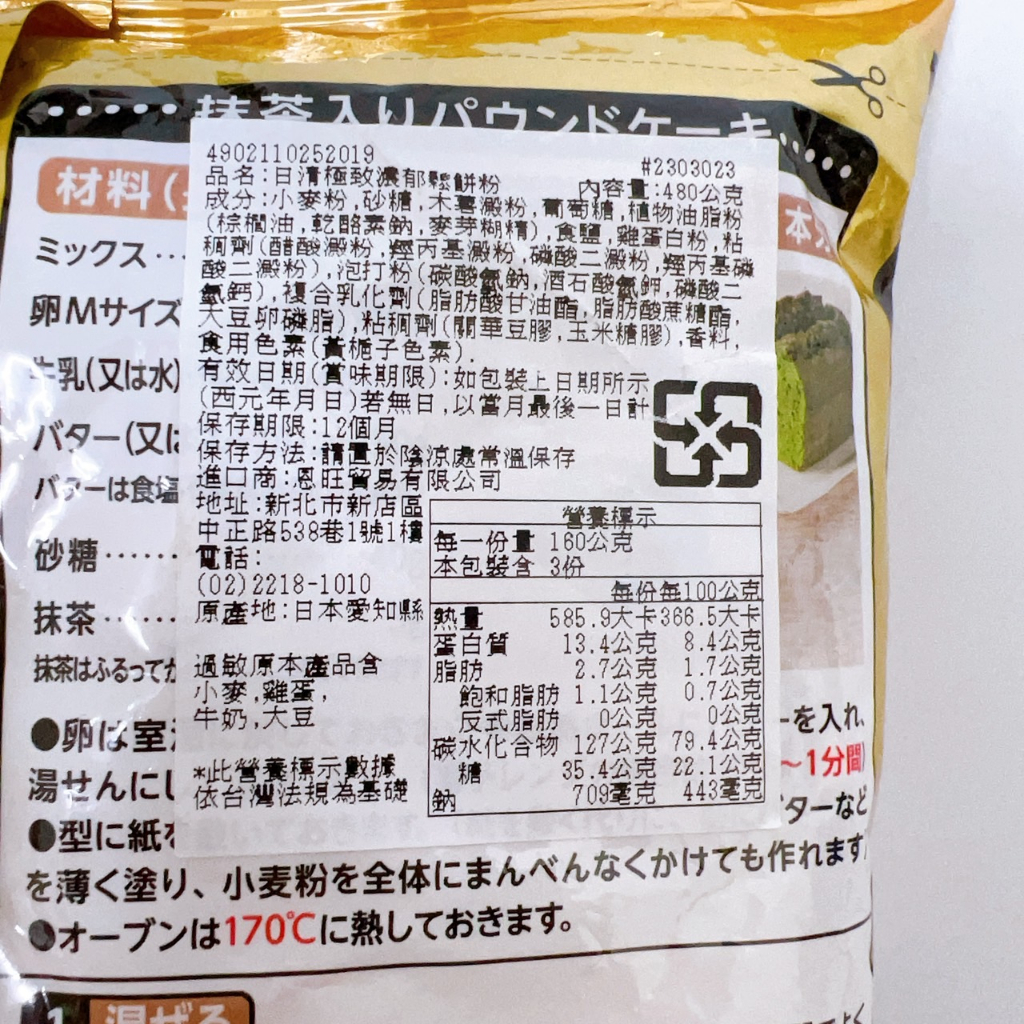 抹茶入りパウンドケーキ
材料(
本
ミックス
卵Mサイズ
牛乳(又は水)
バター(又は
バターは食塩
砂糖
抹茶
抹茶はふるってか
4902110252019 #2303023
品名:日清極致濃郁鬆餅粉 內容量:480公克
成分:小麥粉,砂糖,木薯澱粉,葡萄糖,植物油脂粉
(棕櫚油,乾酪素鈉,麥芽糊精),食鹽,雞蛋白粉,粘
稠劑(醋酸澱粉,羥丙基澱粉,磷酸二澱粉,羥丙基磷
酸二澱粉),泡打粉(碳酸氫鈉,酒石酸氫鉀,磷酸二
氫鈣),複合乳化劑(脂肪酸甘油酯,脂肪酸蔗糖酯,
大豆卵磷脂),粘稠劑(關華豆膠,玉米糖膠),香料,
食用色素(黃梔子色素).
有效日期(賞味期限):如包裝上日期所示
(西元年月日)若無日,以當月最後一日計
保存期限:12個月
保存方法:請置於陰涼處常溫保存
進口商:恩旺貿易有限公司
地址:新北市新店區
中正路538巷1號1樓
電話:
(02)2218-1010
原產地:日本愛知縣
過敏原本產品含
小麥,雞蛋,
牛奶,大豆
*此營養標示數據
依台灣法規為基礎
營養標示
每一份量 160公克
本包裝含 3份
每份每100公克
熱量 585.9大卡366.5大卡
蛋白質 13.4公克 8.4公克
脂肪 2.7公克 1.7公克
飽和脂肪 1.1公克 0.7公克
反式脂肪 0公克 0公克
碳水化合物 127公克 79.4公克
糖 35.4公克 22.1公克
鈉 709毫克 443毫克
●卵は室
ーを入れ、
湯せんにし
～1分間)
●型に紙を
ターなど
を薄く塗り、小麦粉を全体にまんべんなくかけても作れます)
●オーブンは170℃に熱しておきます。
1 混ぜる